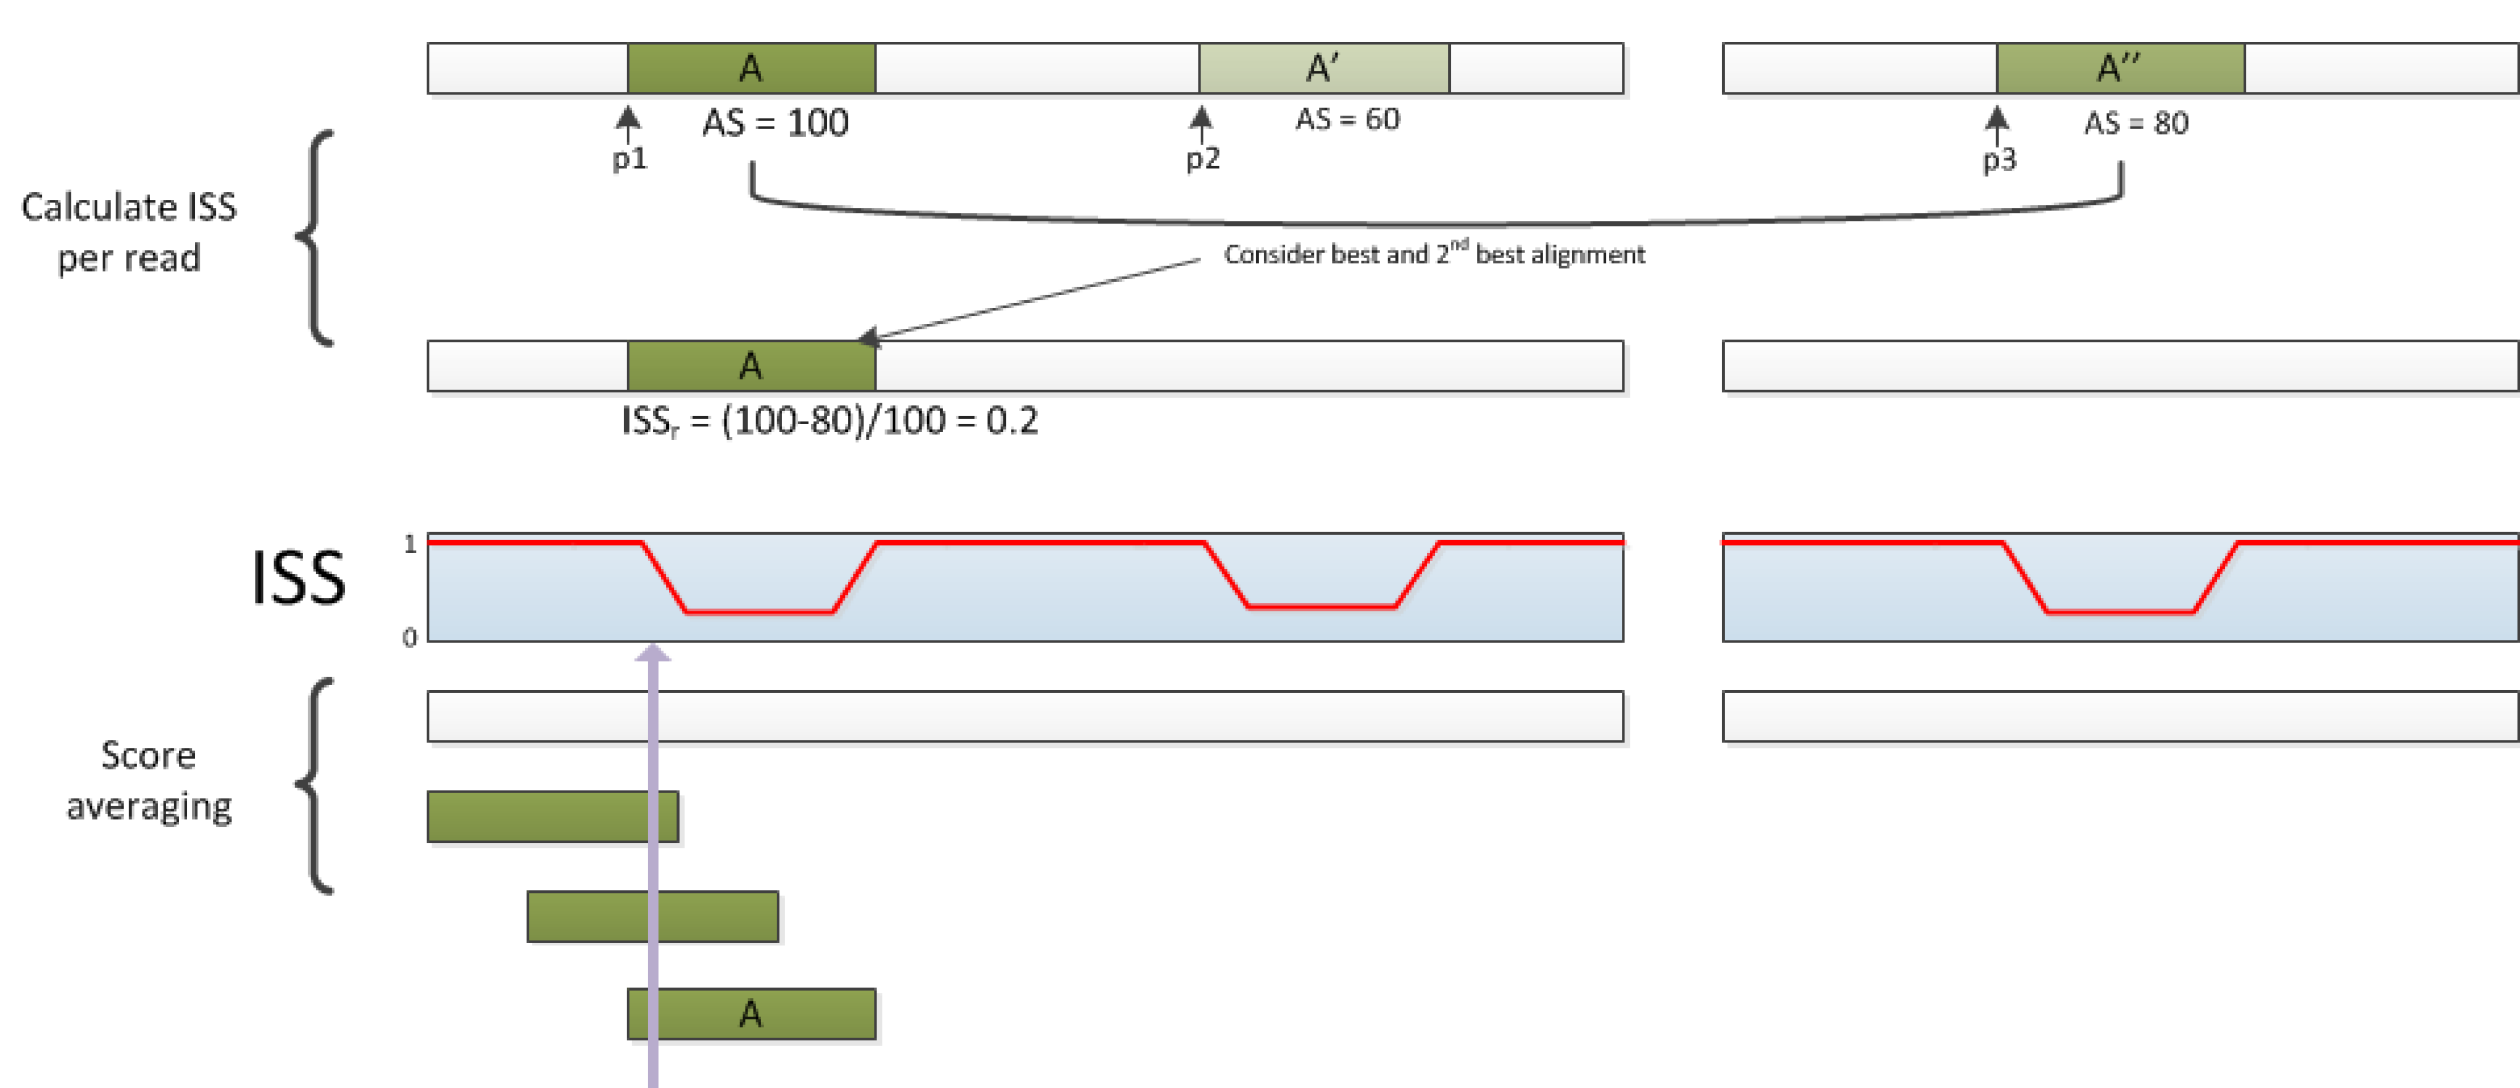 A
A′
A′′
AS = 100
AS = 60
AS = 80
p1
p2
p3
Calculate ISS
per read
Consider best and 2nd best alignment
A
ISSr = (100-80)/100 = 0.2
ISS
1
0
Score
averaging
A